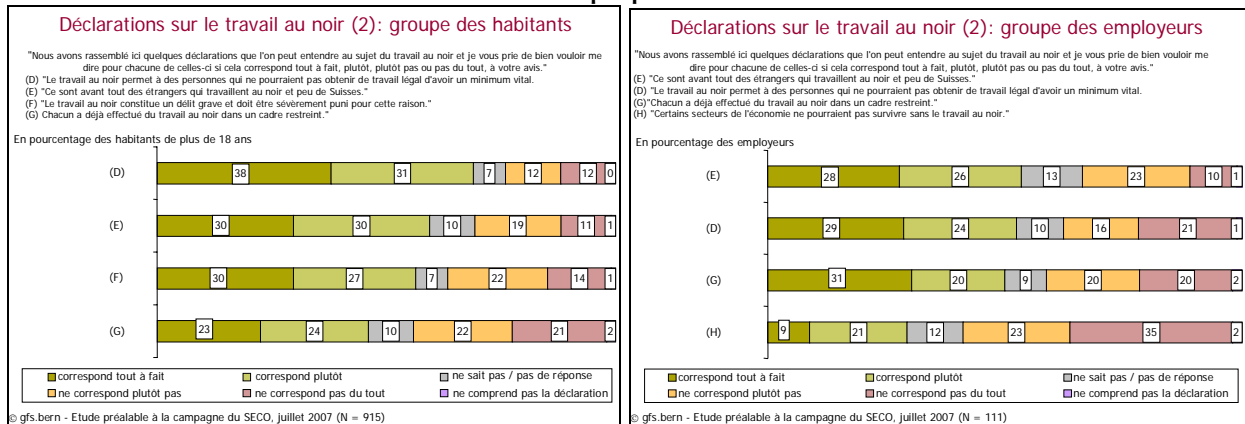 Déclarations sur le travail au noir (2): groupe des habitants
"Nous avons rassemblé ici quelques déclarations que l'on peut entendre au sujet du travail au noir et je vous prie de bien vouloir me
dire pour chacune de celles-ci si cela correspond tout à fait, plutôt, plutôt pas ou pas du tout, à votre avis."
(D) "Le travail au noir permet à des personnes qui ne pourraient pas obtenir de travail légal d'avoir un minimum vital.
(E) "Ce sont avant tout des étrangers qui travaillent au noir et peu de Suisses."
(F) "Le travail au noir constitue un délit grave et doit être sévèrement puni pour cette raison."
(G) Chacun a déjà effectué du travail au noir dans un cadre restreint."
En pourcentage des habitants de plus de 18 ans
(D) 38 31 7 12 12 0
(E) 30 30 10 19 11 1
(F) 30 27 7 22 14 1
(G) 23 24 10 22 21 2
correspond tout à fait correspond plutôt ne sait pas / pas de réponse
ne correspond plutôt pas ne correspond pas du tout ne comprend pas la déclaration
© gfs.bern - Etude préalable à la campagne du SECO, juillet 2007 (N = 915)
Déclarations sur le travail au noir (2): groupe des employeurs
"Nous avons rassemblé ici quelques déclarations que l'on peut entendre au sujet du travail au noir et je vous prie de bien vouloir me
dire pour chacune de celles-ci si cela correspond tout à fait, plutôt, plutôt pas ou pas du tout, à votre avis."
(E) "Ce sont avant tout des étrangers qui travaillent au noir et peu de Suisses."
(D) "Le travail au noir permet à des personnes qui ne pourraient pas obtenir de travail légal d'avoir un minimum vital.
(G)"Chacun a déjà effectué du travail au noir dans un cadre restreint."
(H) "Certains secteurs de l'économie ne pourraient pas survivre sans le travail au noir."
En pourcentage des employeurs
(E) 28 26 13 23 10 1
(D) 29 24 10 16 21 1
(G) 31 20 9 20 20 2
(H) 9 21 12 23 35 2
correspond tout à fait correspond plutôt ne sait pas / pas de réponse
ne correspond plutôt pas ne correspond pas du tout ne comprend pas la déclaration
© gfs.bern - Etude préalable à la campagne du SECO, juillet 2007 (N = 111)